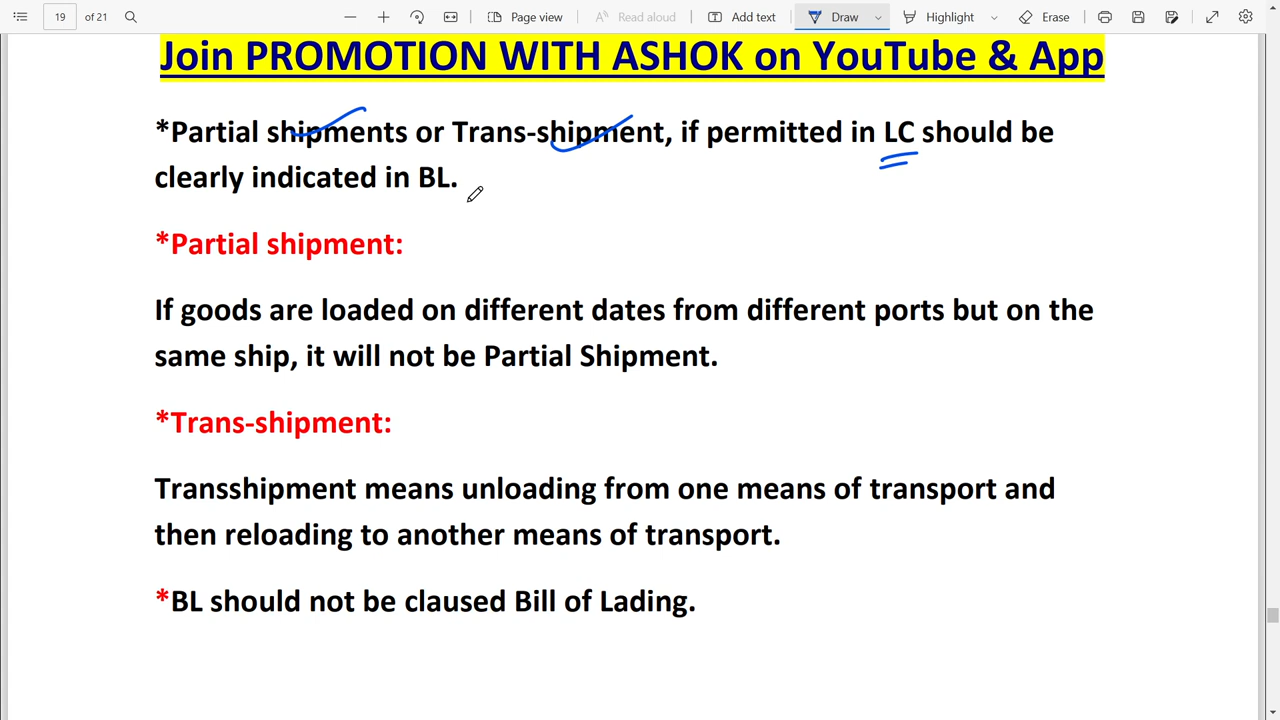 19 of 21 Page view Read aloud Add text Draw Highlight Erase
Join PROMOTION WITH ASHOK on YouTube & App
*Partial shipments or Trans-shipment, if permitted in LC should be
clearly indicated in BL.
*Partial shipment:
If goods are loaded on different dates from different ports but on the
same ship, it will not be Partial Shipment.
*Trans-shipment:
Transshipment means unloading from one means of transport and
then reloading to another means of transport.
*BL should not be claused Bill of Lading.